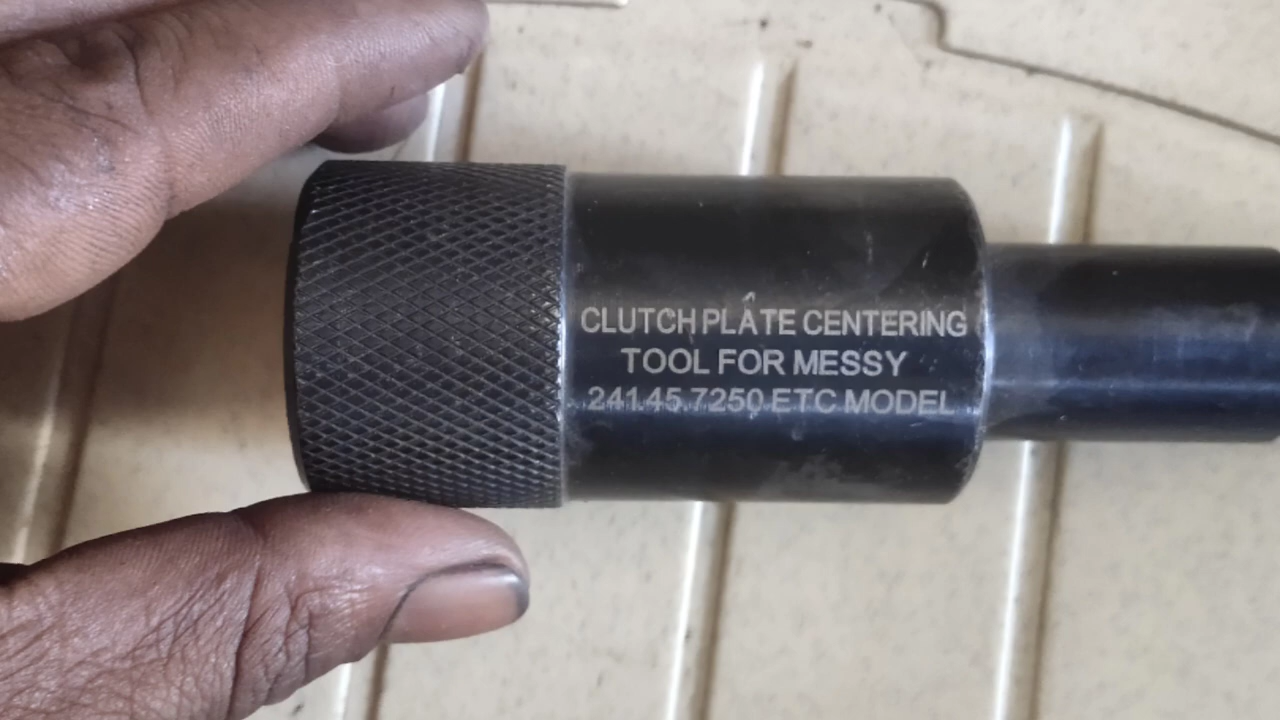 CLUTCH PLATE CENTERING
TOOL FOR MESSY
241.45.7250 ETC MODEL